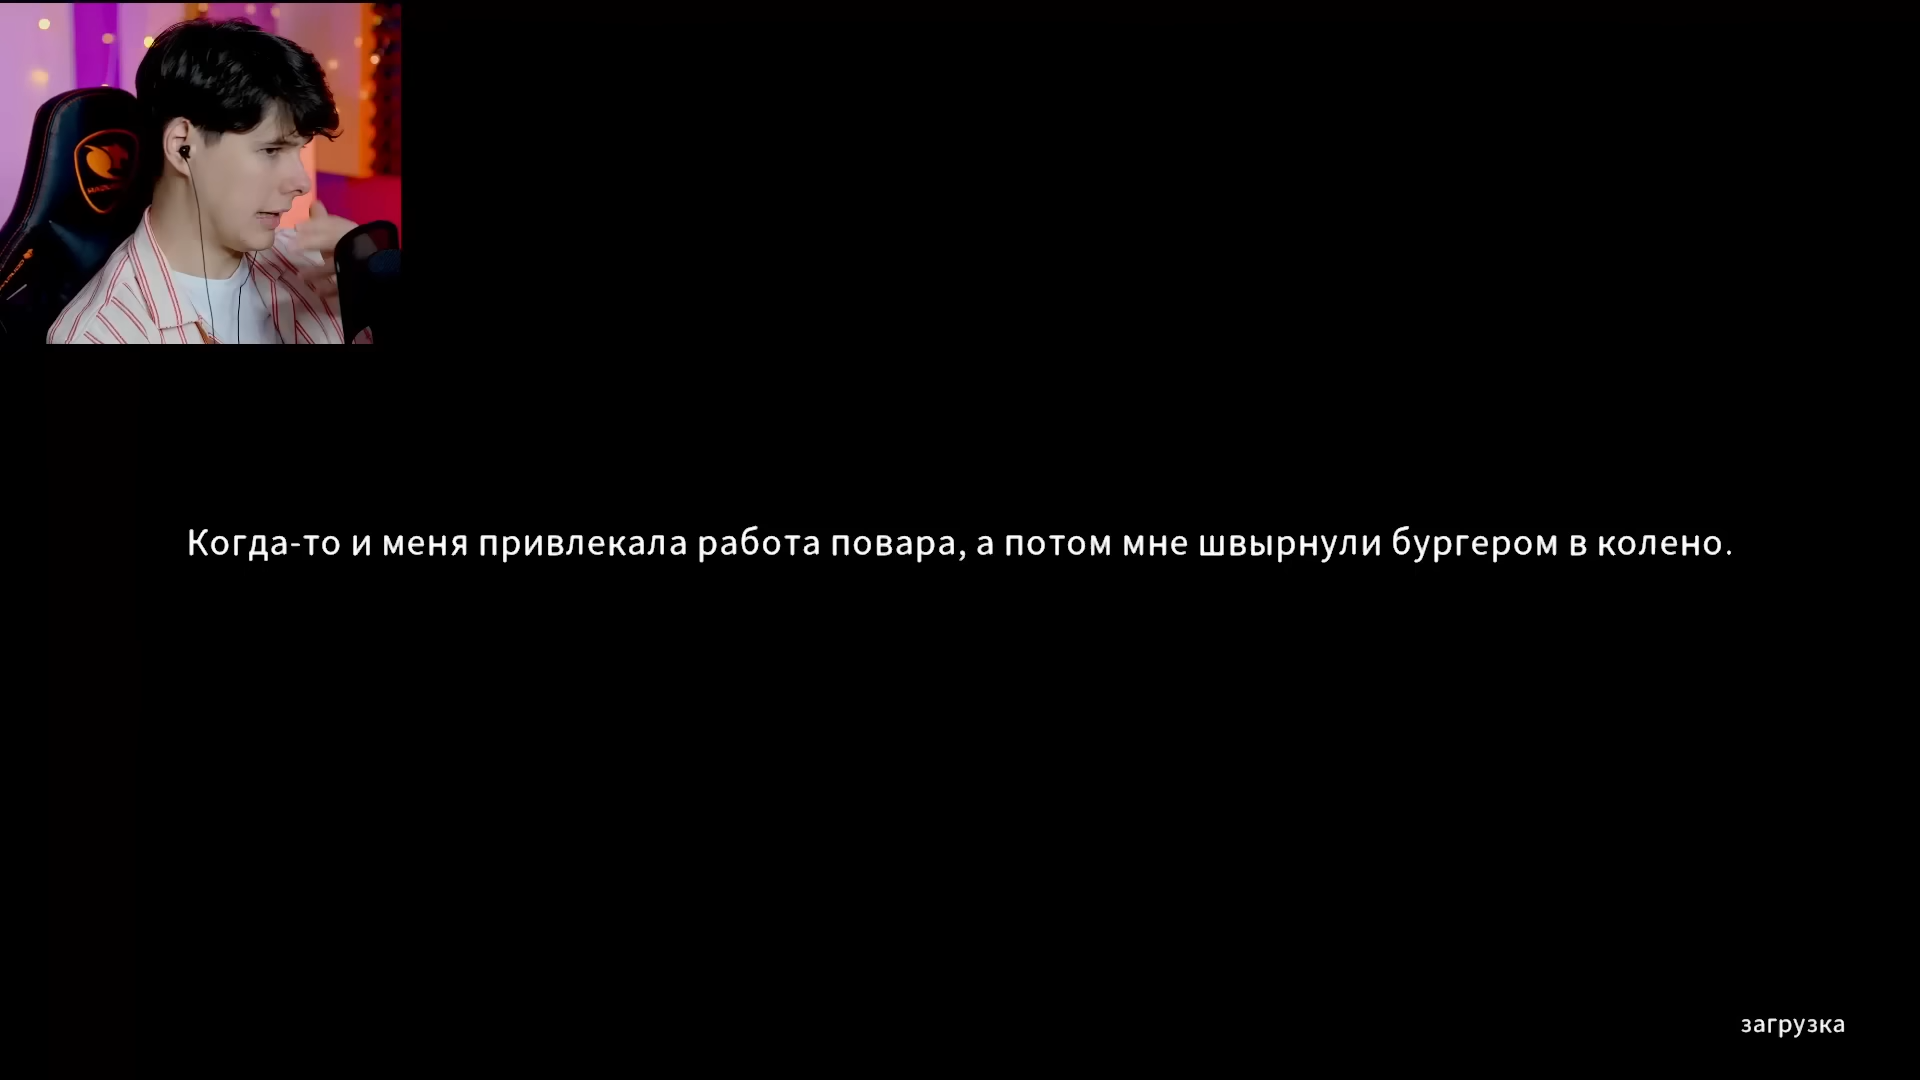 Когда-то и меня привлекала работа повара, а потом мне швырнули бургером в колено.
загрузка